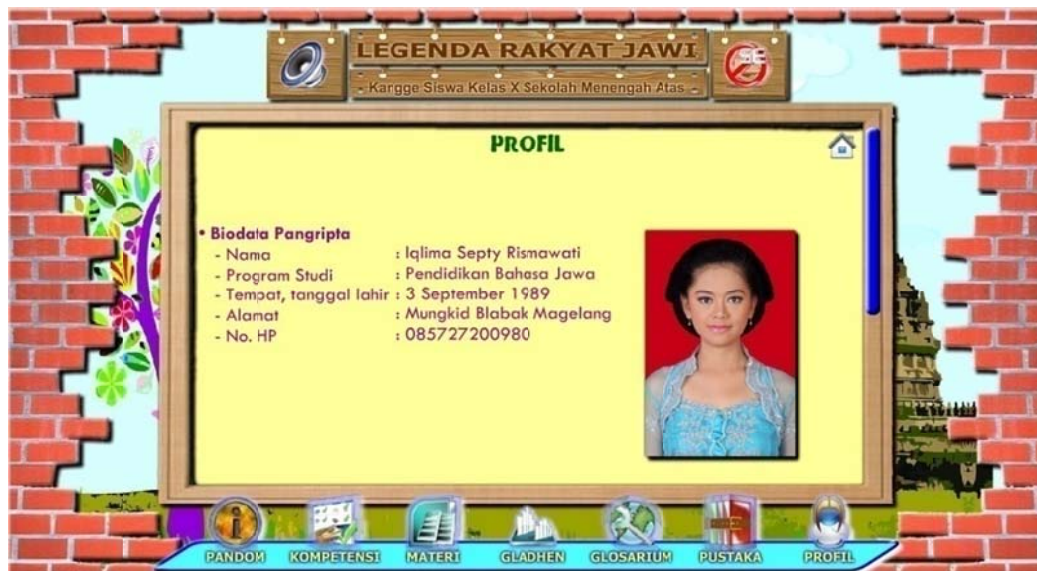 LEGENDA RAKYAT JAWI
Kangge Siswa Kelas X Sekolah Menengah Atas
SE
PROFIL
• Biodata Pangripta
- Nama : Iqlima Septy Rismawati
- Program Studi : Pendidikan Bahasa Jawa
- Tempat, tanggal lahir : 3 September 1989
- Alamat : Mungkid Blabak Magelang
- No. HP : 085727200980
PANDOM KOMPETENSI MATERI GLADHEN GLOSARIUM PUSTAKA PROFIL